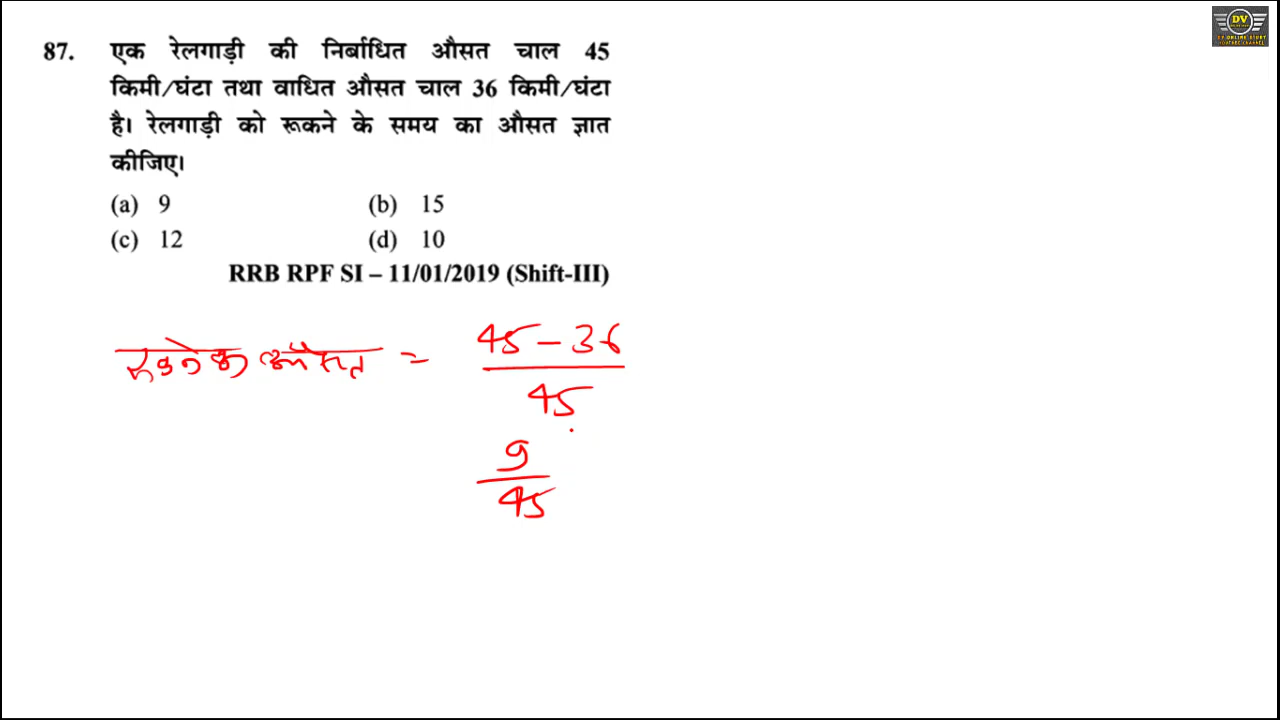 87. एक रेलगाड़ी की निर्बाधित औसत चाल 45
किमी/घंटा तथा वाधित औसत चाल 36 किमी/घंटा
है। रेलगाड़ी को रूकने के समय का औसत ज्ञात
कीजिए।
(a) 9 (b) 15
(c) 12 (d) 10
RRB RPF SI – 11/01/2019 (Shift-III)
रूकने का औसत = 45 - 36
45
9
45
DV